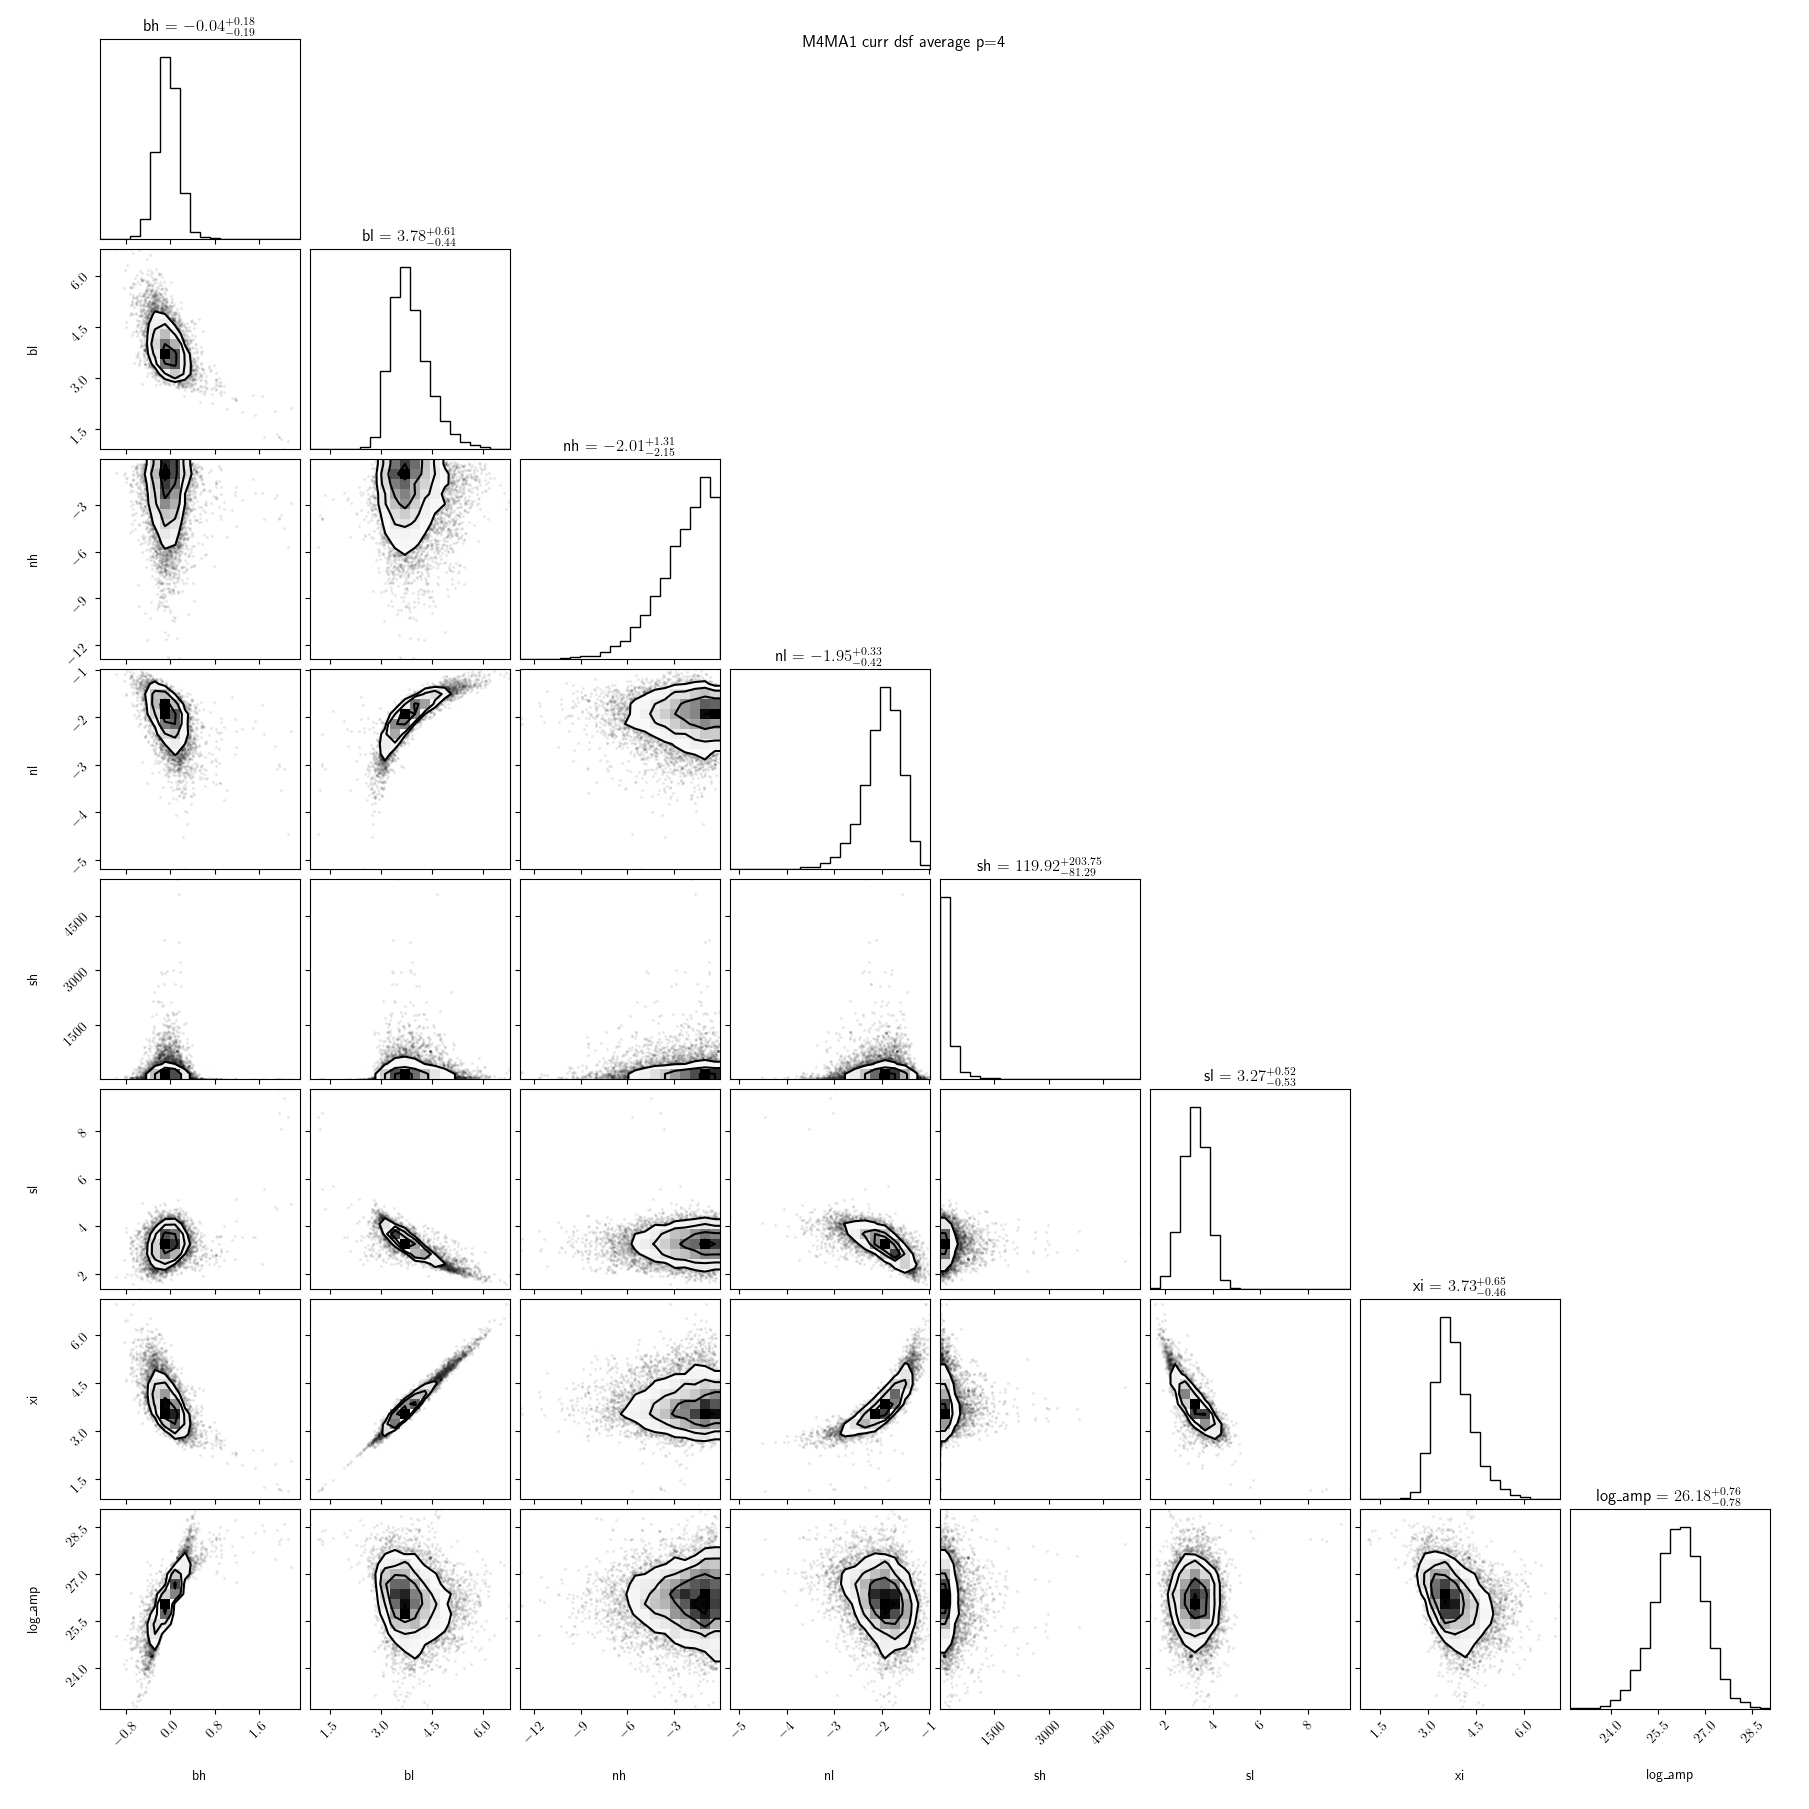 bh = −0.04^{+0.18}_{−0.19}
M4MA1 curr dsf average p=4
bl = 3.78^{+0.61}_{−0.44}
6.0
4.5
3.0
1.5
bl
nh = −2.01^{+1.31}_{−2.15}
−3
−6
−9
−12
nh
nl = −1.95^{+0.33}_{−0.42}
−1
−2
−3
−4
−5
nl
sh = 119.92^{+203.75}_{−81.29}
4500
3000
1500
sh
sl = 3.27^{+0.52}_{−0.53}
8
6
4
2
sl
xi = 3.73^{+0.65}_{−0.46}
6.0
4.5
3.0
1.5
xi
log_amp = 26.18^{+0.76}_{−0.78}
28.5
27.0
25.5
24.0
log_amp
−0.8 0.0 0.8 1.6 1.5 3.0 4.5 6.0 −12 −9 −6 −3 −5 −4 −3 −2 −1 1500 3000 4500 2 4 6 8 1.5 3.0 4.5 6.0 24.0 25.5 27.0 28.5
bh bl nh nl sh sl xi log_amp